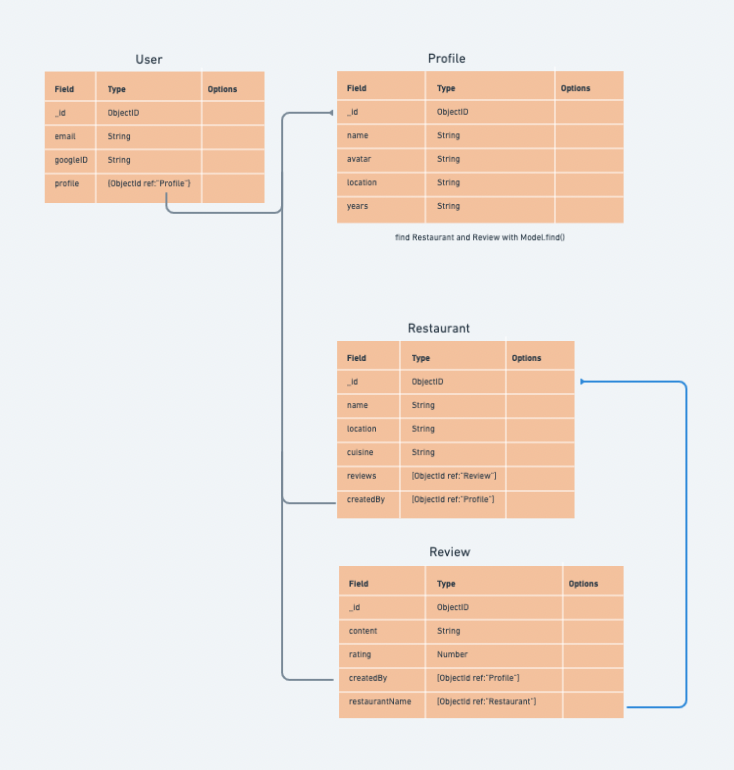 User
Field Type Options
_id ObjectID
email String
googleID String
profile {ObjectId ref:"Profile"}
Profile
Field Type Options
_id ObjectID
name String
avatar String
location String
years String
find Restaurant and Review with Model.find()
Restaurant
Field Type Options
_id ObjectID
name String
location String
cuisine String
reviews [ObjectId ref:"Review"]
createdBy [ObjectId ref:"Profile"]
Review
Field Type Options
_id ObjectID
content String
rating Number
createdBy [ObjectId ref:"Profile"]
restaurantName [ObjectId ref:"Restaurant"]